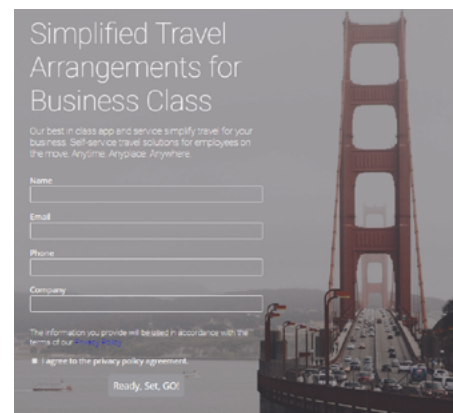 Simplified Travel
Arrangements for
Business Class
Our best in class app and service simplify travel for your
business. Self-service travel solutions for employees on
the move. Anytime. Anyplace. Anywhere.
Name
Email
Phone
Company
The information you provide will be used in accordance with the
terms of our Privacy Policy
I agree to the privacy policy agreement.
Ready, Set, GO!